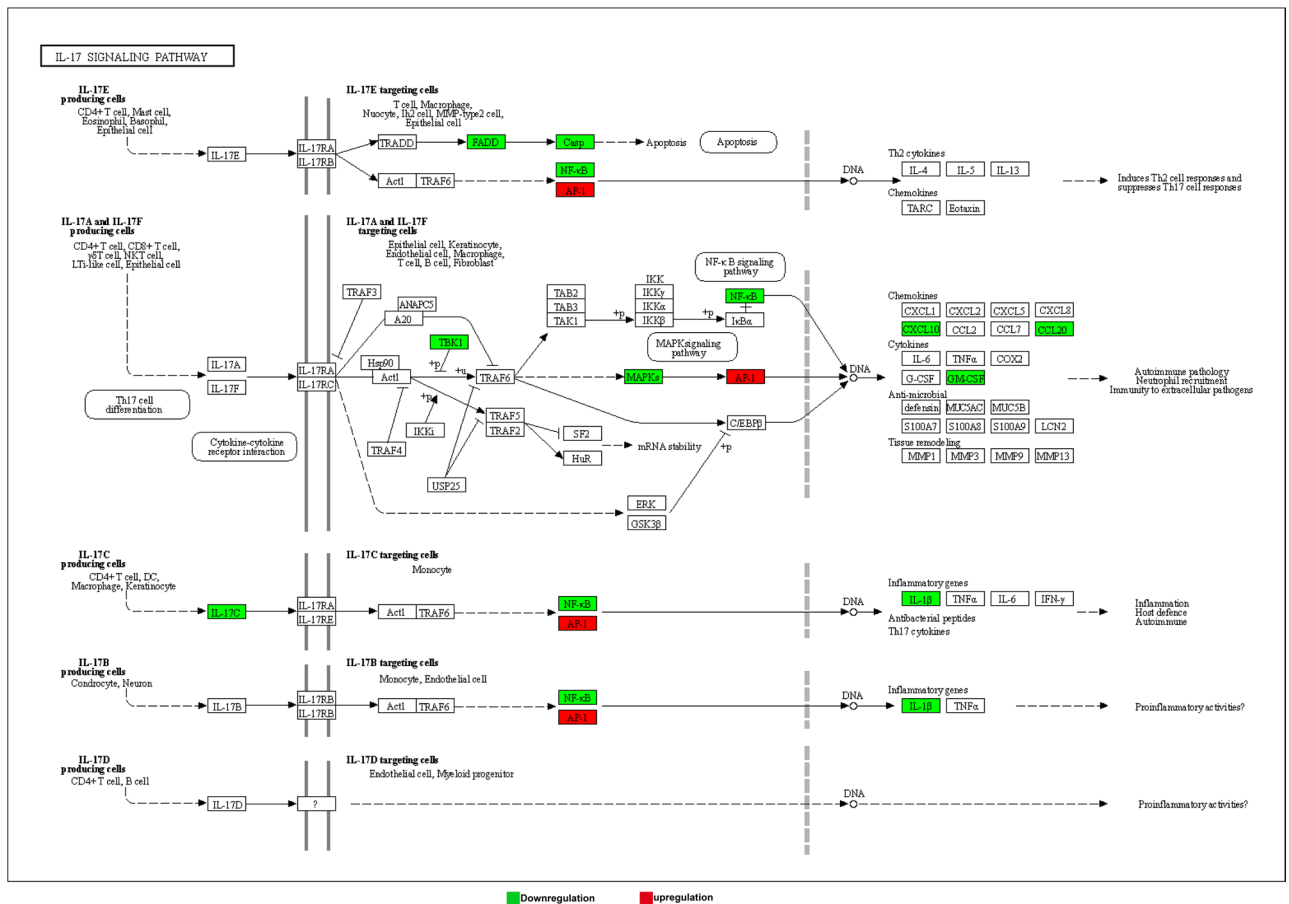 IL-17 SIGNALING PATHWAY
IL-17E
producing cells
CD4+ T cell, Mast cell,
Eosinophil, Basophil,
Epithelial cell
IL-17E targeting cells
T cell, Macrophage,
Nuocyte, Ih2 cell, MMP-type2 cell,
Epithelial cell
IL-17E
IL-17RA
IL-17RB
TRADD
FADD
Casp
Apoptosis
Apoptosis
Act1
TRAF6
NF-κB
AP-1
DNA
Th2 cytokines
IL-4
IL-5
IL-13
Chemokines
TARC
Eotaxin
Induces Th2 cell responses and
suppresses Th17 cell responses
IL-17A and IL-17F
producing cells
CD4+ T cell, CD8+ T cell,
γδT cell, NKT cell,
LTi-like cell, Epithelial cell
IL-17A and IL-17F
targeting cells
Epithelial cell, Keratinocyte,
Endothelial cell, Macrophage,
T cell, B cell, Fibroblast
NF-κ B signaling
pathway
TRAF3
ANAPC5
A20
TAB2
TAB3
TAK1
+p
IKK
IKKγ
IKKα
IKKβ
+p
NF-κB
IκBα
TBK1
MAPK signaling
pathway
IL-17A
IL-17F
IL-17RA
IL-17RC
Hsp90
Act1
+p
+u
TRAF6
MAPKs
AP-1
DNA
Th17 cell
differentiation
Cytokine-cytokine
receptor interaction
+p
IKKi
TRAF4
TRAF5
TRAF2
SF2
HuR
mRNA stability
USP25
C/EBPβ
+p
ERK
GSK3β
Chemokines
CXCL1
CXCL2
CXCL5
CXCL8
CXCL10
CCL2
CCL7
CCL20
Cytokines
IL-6
TNFα
COX2
G-CSF
GM-CSF
Anti-microbial
defensin
MUC5AC
MUC5B
S100A7
S100A8
S100A9
LCN2
Tissue remodeling
MMP1
MMP3
MMP9
MMP13
Autoimmune pathology
Neutrophil recruitment
Immunity to extracellular pathogens
IL-17C
producing cells
CD4+ T cell, DC,
Macrophage, Keratinocyte
IL-17C targeting cells
Monocyte
IL-17C
IL-17RA
IL-17RE
Act1
TRAF6
NF-κB
AP-1
DNA
Inflammatory genes
IL-1β
TNFα
IL-6
IFN-γ
Antibacterial peptides
Th17 cytokines
Inflammation
Host defence
Autoimmune
IL-17B
producing cells
Condrocyte, Neuron
IL-17B targeting cells
Monocyte, Endothelial cell
IL-17B
IL-17RB
IL-17RB
Act1
TRAF6
NF-κB
AP-1
DNA
Inflammatory genes
IL-1β
TNFα
Proinflammatory activities?
IL-17D
producing cells
CD4+ T cell, B cell
IL-17D targeting cells
Endothelial cell, Myeloid progenitor
IL-17D
?
DNA
Proinflammatory activities?
Downregulation
upregulation